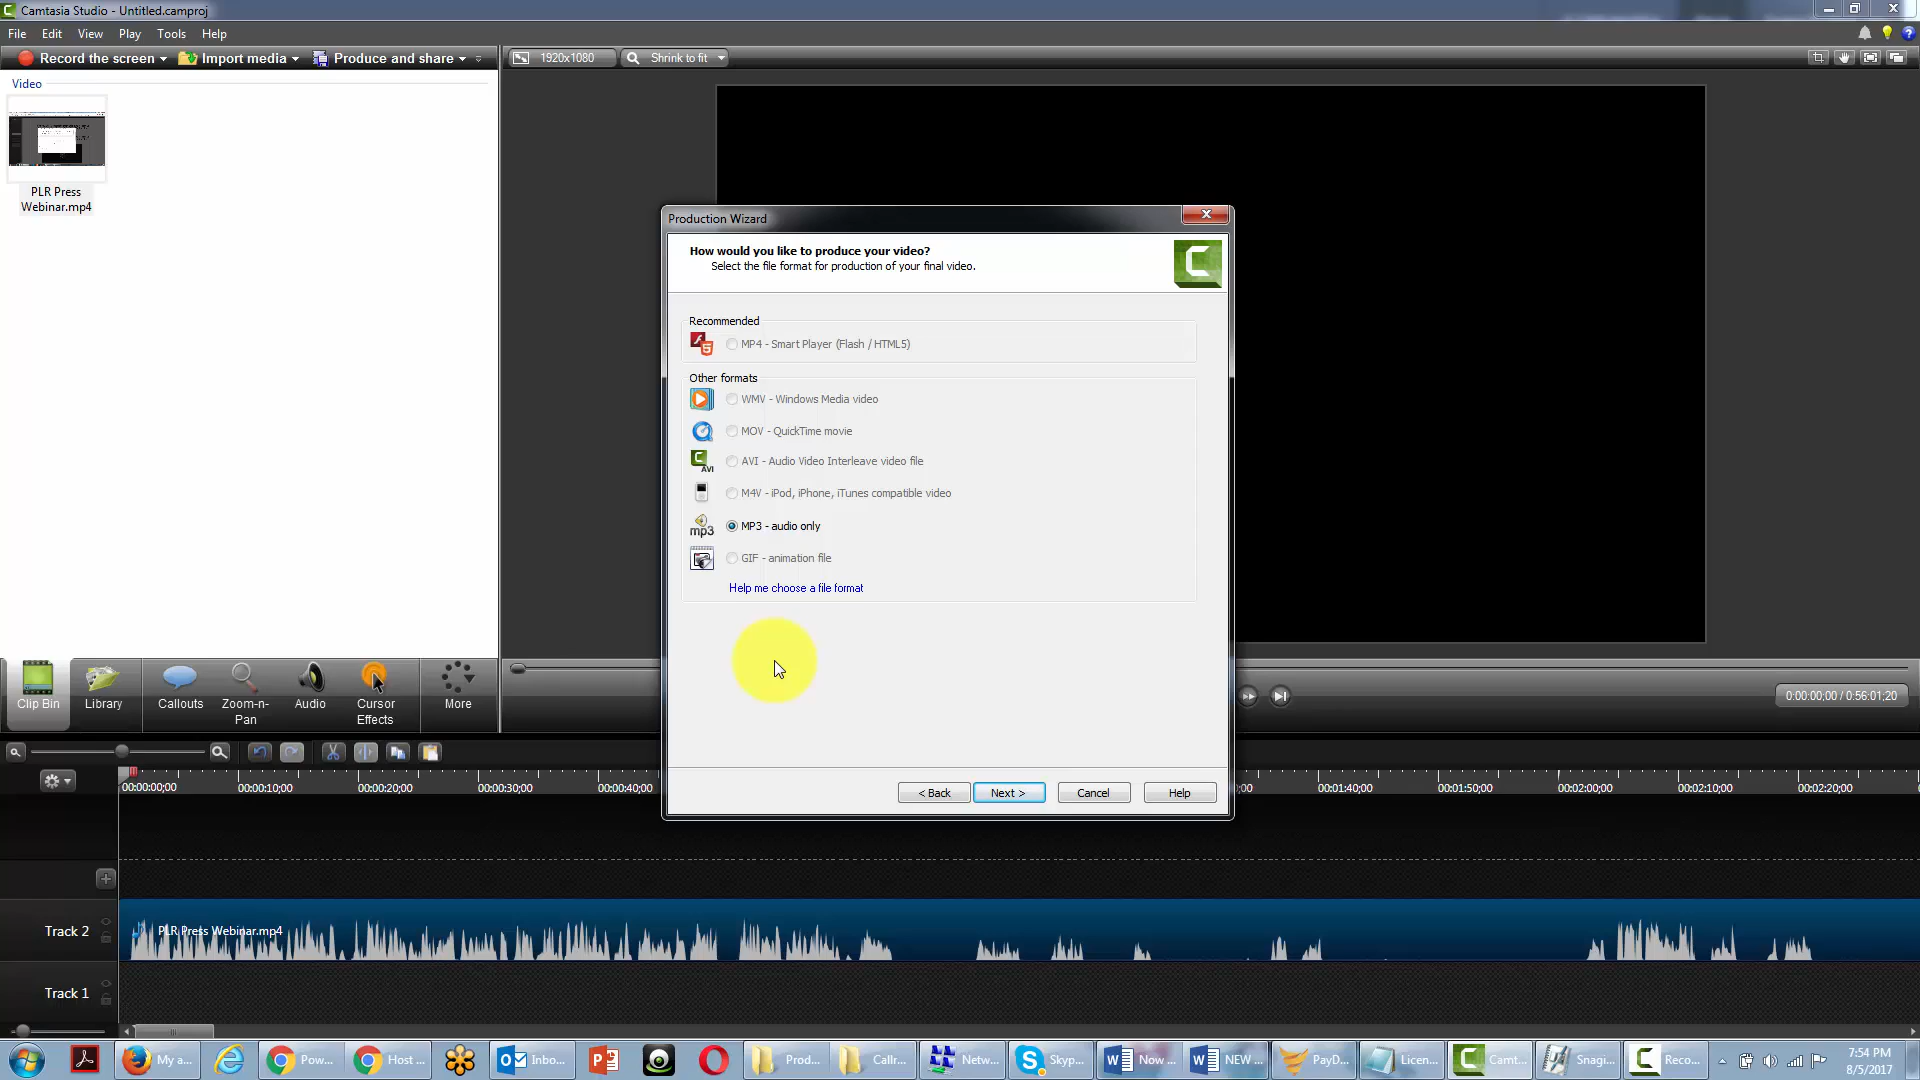 Camtasia Studio - Untitled.camproj
File Edit View Play Tools Help
Record the screen Import media Produce and share 1920x1080 Shrink to fit
Video
PLR Press
Webinar.mp4
Production Wizard
How would you like to produce your video?
Select the file format for production of your final video.
Recommended
MP4 - Smart Player (Flash / HTML5)
Other formats
WMV - Windows Media video
MOV - QuickTime movie
AVI - Audio Video Interleave video file
M4V - iPod, iPhone, iTunes compatible video
mp3 MP3 - audio only
GIF - animation file
Help me choose a file format
< Back Next > Cancel Help
Clip Bin Library Callouts Zoom-n-Pan Audio Cursor Effects More
0:00:00;00 / 0:56:01;20
00:00:00;00 00:00:10;00 00:00:20;00 00:00:30;00 00:00:40;00 00:01:40;00 00:01:50;00 00:02:00;00 00:02:10;00 00:02:20;00
Track 2 PLR Press Webinar.mp4
Track 1
My a... Pow... Host ... Inbo... Prod... Callr... Netw... Skyp... Now ... NEW ... PayD... Licen... Camt... Snagi... Reco...
7:54 PM
8/5/2017